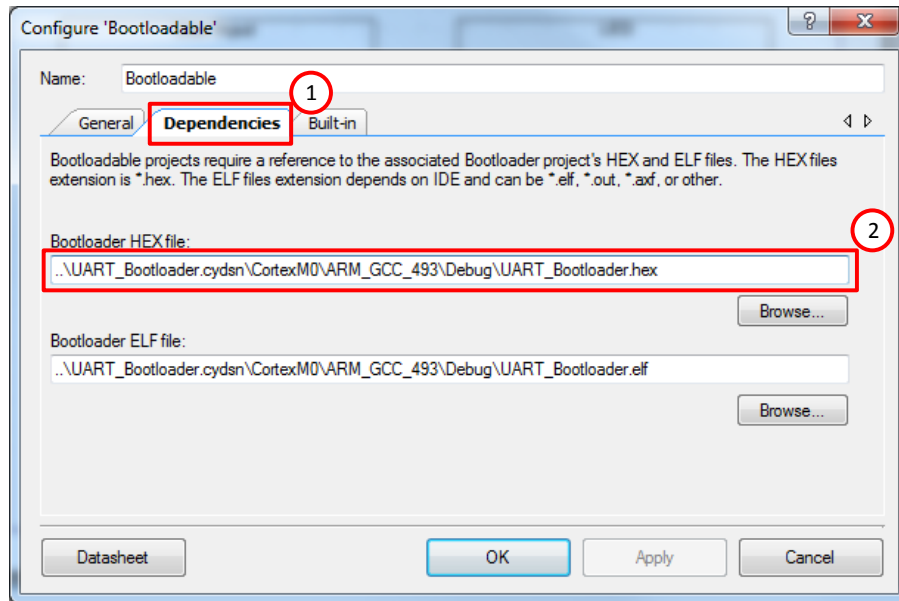 Configure 'Bootloadable'
Name: Bootloadable
1
General Dependencies Built-in
Bootloadable projects require a reference to the associated Bootloader project's HEX and ELF files. The HEX files
extension is *.hex. The ELF files extension depends on IDE and can be *.elf, *.out, *.axf, or other.
2
Bootloader HEX file:
..\UART_Bootloader.cydsn\CortexM0\ARM_GCC_493\Debug\UART_Bootloader.hex
Browse...
Bootloader ELF file:
..\UART_Bootloader.cydsn\CortexM0\ARM_GCC_493\Debug\UART_Bootloader.elf
Browse...
Datasheet OK Apply Cancel